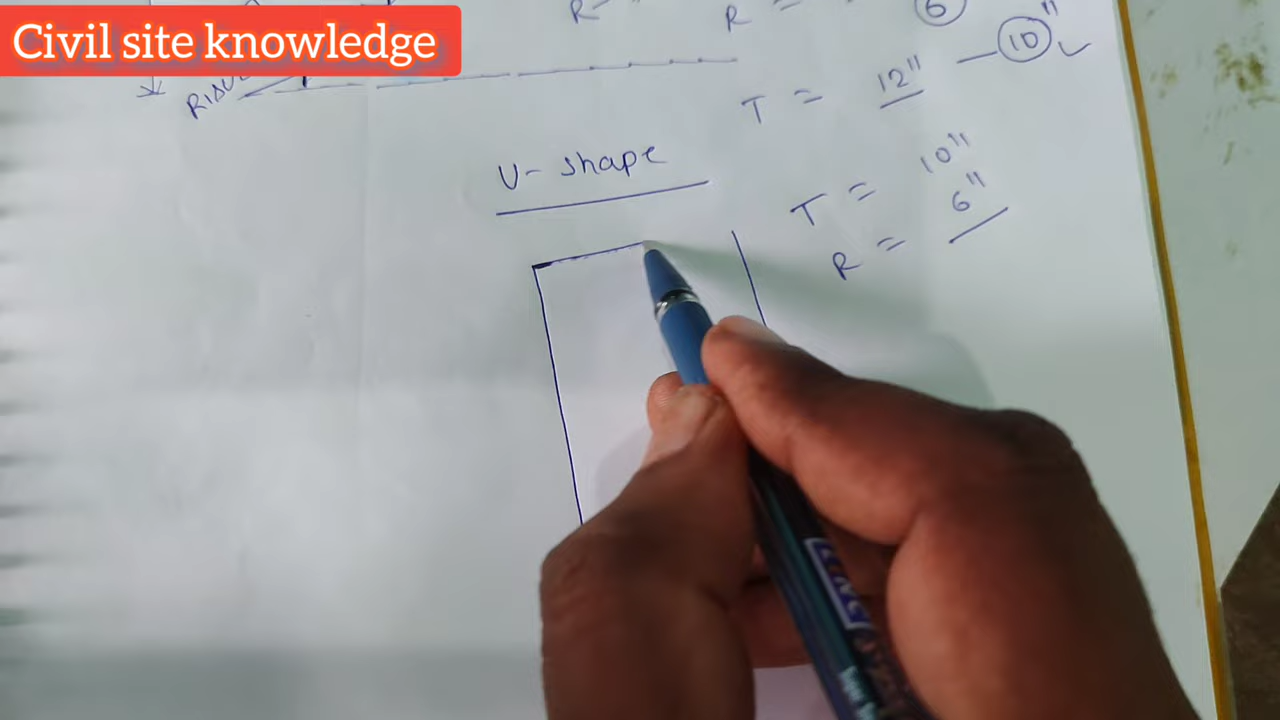 Civil site knowledge
R =
R = 6"
T = 12" — 10" ✓
U- shape
T = 10"
R = 6"